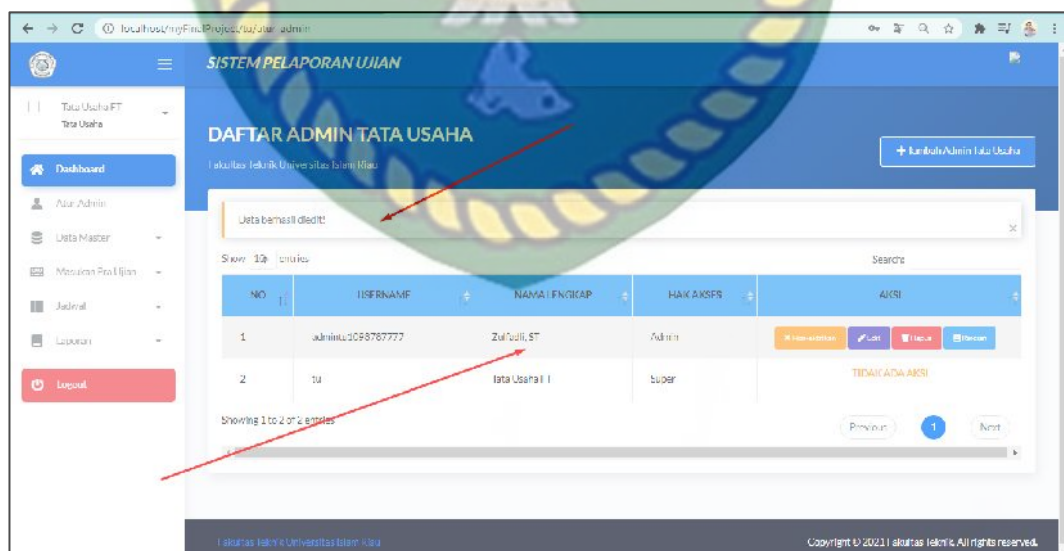 localhost/myFinalProject/tu/atur_admin
SISTEM PELAPORAN UJIAN
Tata Usaha FT
Tata Usaha
DAFTAR ADMIN TATA USAHA
Fakultas Teknik Universitas Islam Riau
+ Tambah Admin Tata Usaha
Dashboard
Atur Admin
Data Master
Masukan Pra Ujian
Jadwal
Laporan
Logout
Data berhasil diedit!
×
Show 10 entries
Search:
NO USERNAME NAMA LENGKAP HAK AKSES AKSI
1 Zulfadli, ST Admin Edit Hapus
2 tu Tata Usaha FT Super TIDAK ADA AKSI
Showing 1 to 2 of 2 entries
Previous 1 Next
Fakultas Teknik Universitas Islam Riau
Copyright © 2021 Fakultas Teknik. All rights reserved.